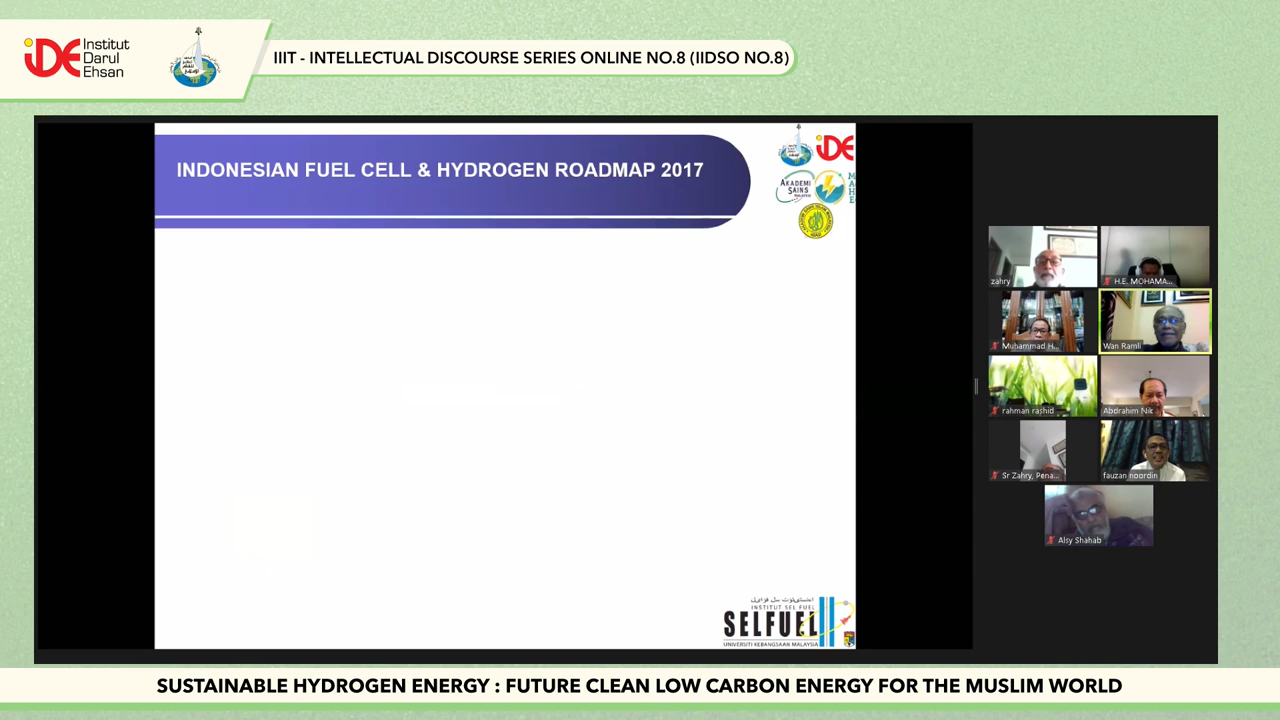 iDE Institut
Darul
Ehsan
IIIT - INTELLECTUAL DISCOURSE SERIES ONLINE NO.8 (IIDSO NO.8)
INDONESIAN FUEL CELL & HYDROGEN ROADMAP 2017
iDE
AKADEMI
SAINS
MALAYSIA
zahry
H.E. MOHAMA...
Muhammad H...
Wan Ramli
rahman rashid
Abdrahim Nik
Sr Zahry, Pena...
fauzan noordin
Alsy Shahab
INSTITUT SEL FUEL
SELFUEL
UNIVERSITI KEBANGSAAN MALAYSIA
SUSTAINABLE HYDROGEN ENERGY : FUTURE CLEAN LOW CARBON ENERGY FOR THE MUSLIM WORLD